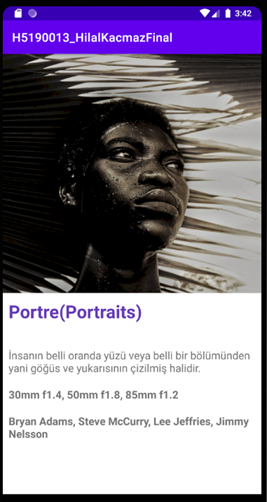 3:42
H5190013_HilalKacmazFinal
Portre(Portraits)
İnsanın belli oranda yüzü veya belli bir bölümünden
yani göğüs ve yukarısının çizilmiş halidir.
30mm f1.4, 50mm f1.8, 85mm f1.2
Bryan Adams, Steve McCurry, Lee Jeffries, Jimmy
Nelsson